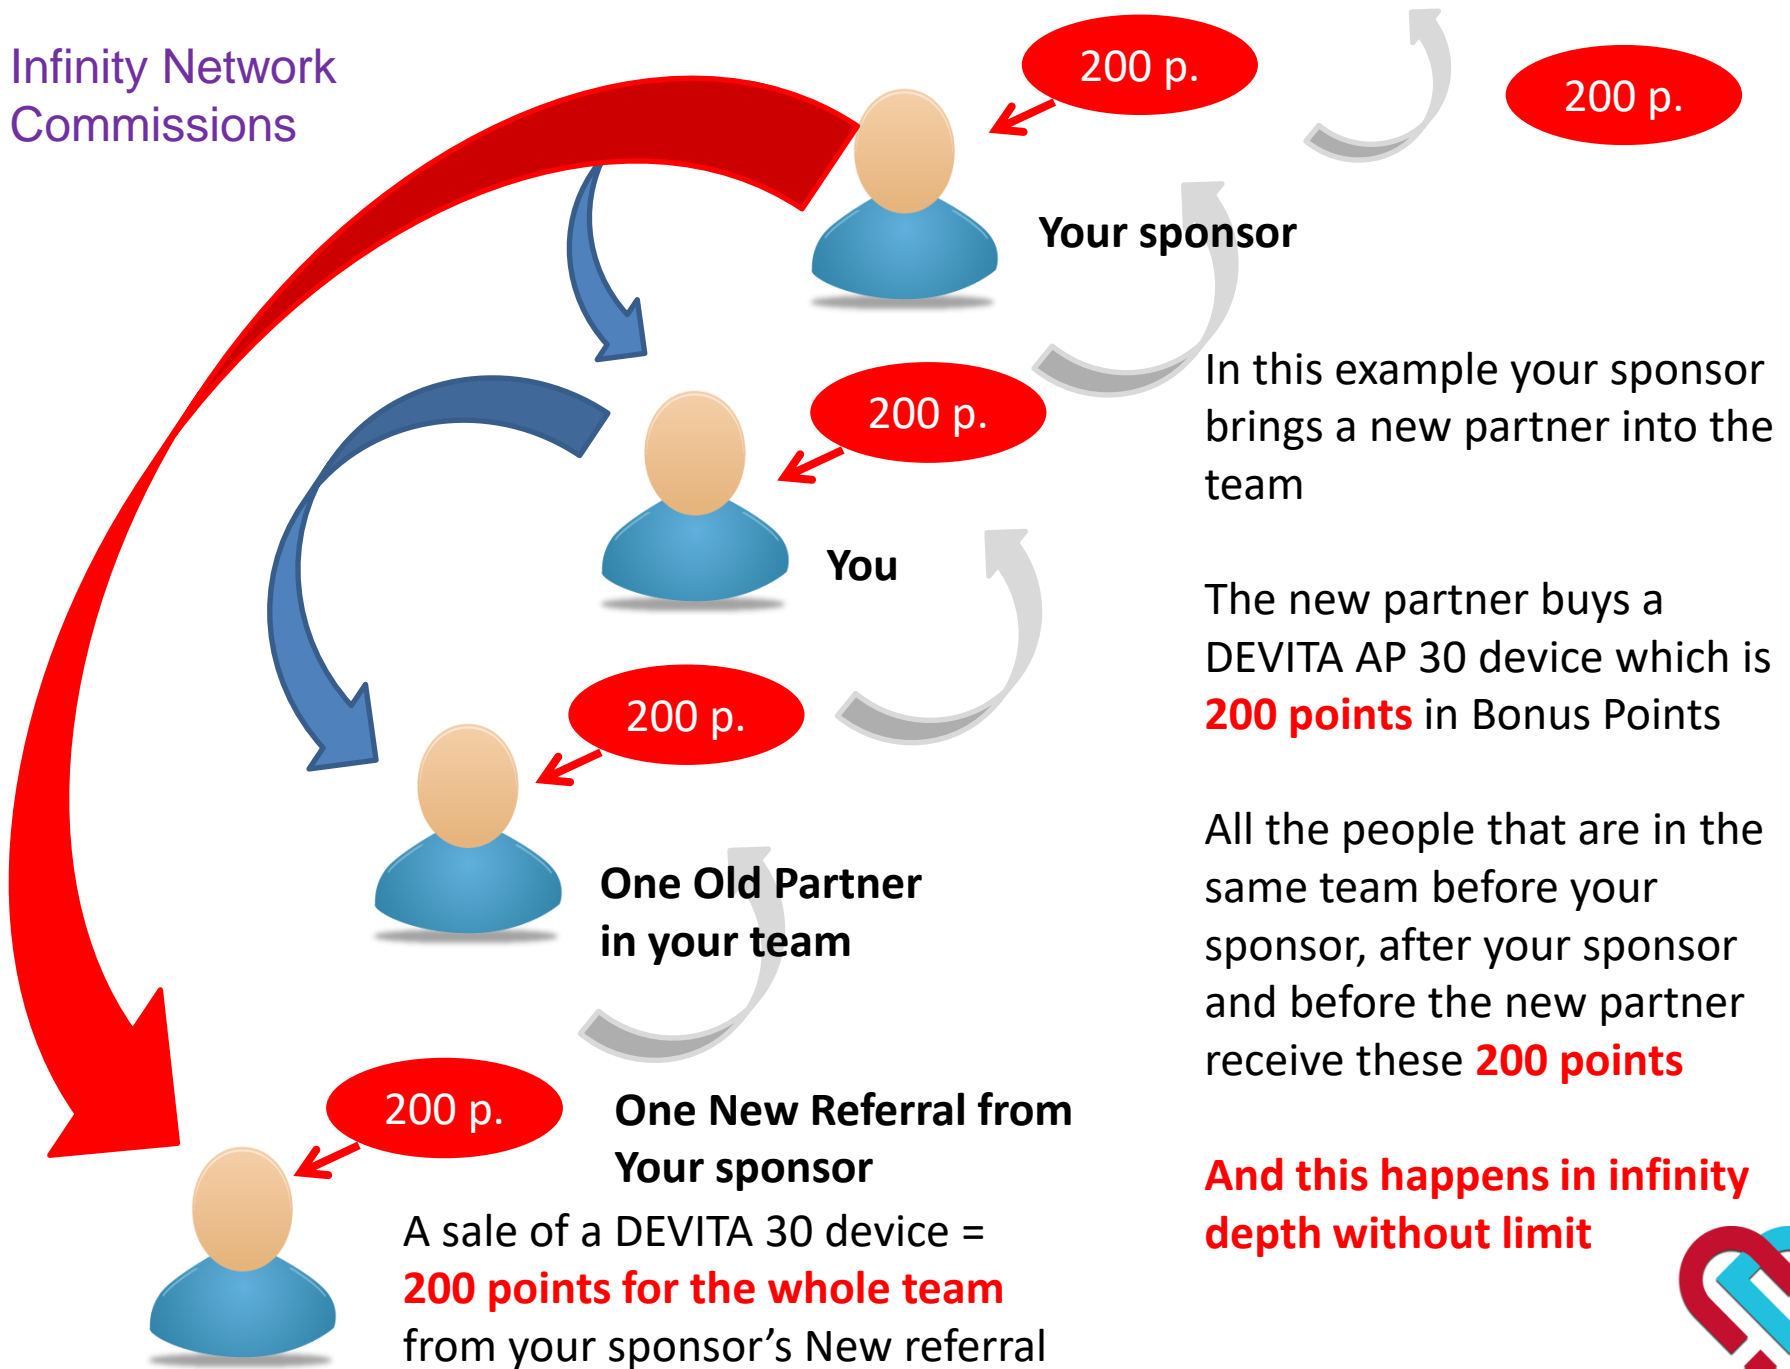 Infinity Network
Commissions
200 p.
200 p.
Your sponsor
200 p.
You
In this example your sponsor
brings a new partner into the
team
The new partner buys a
DEVITA AP 30 device which is
200 points in Bonus Points
200 p.
One Old Partner
in your team
All the people that are in the
same team before your
sponsor, after your sponsor
and before the new partner
receive these 200 points
200 p.
One New Referral from
Your sponsor
And this happens in infinity
depth without limit
A sale of a DEVITA 30 device =
200 points for the whole team
from your sponsor's New referral